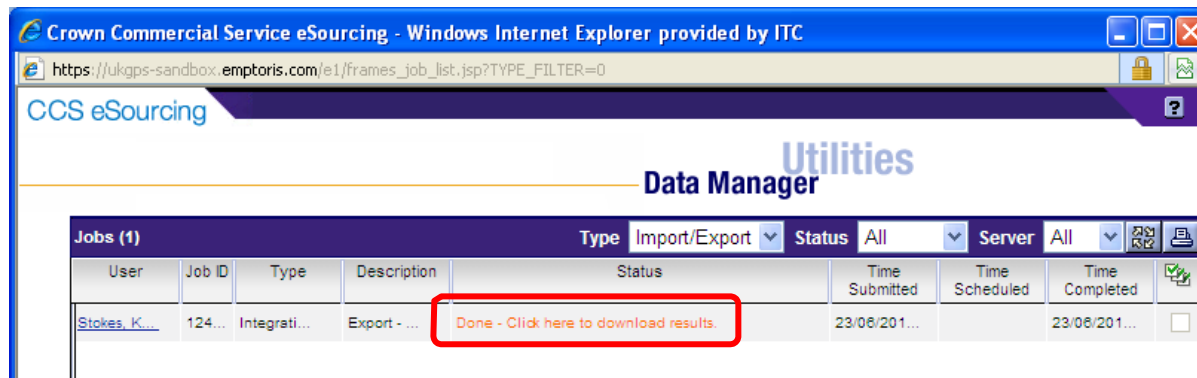 Crown Commercial Service eSourcing - Windows Internet Explorer provided by ITC
https://ukgps-sandbox.emptoris.com/e1/frames_job_list.jsp?TYPE_FILTER=0
CCS eSourcing
?
Utilities
Data Manager
Jobs (1) Type Import/Export Status All Server All
User Job ID Type Description Status Time Submitted Time Scheduled Time Completed
Stokes, K... 124... Integrati... Export - ... Done - Click here to download results. 23/06/201... 23/06/201...